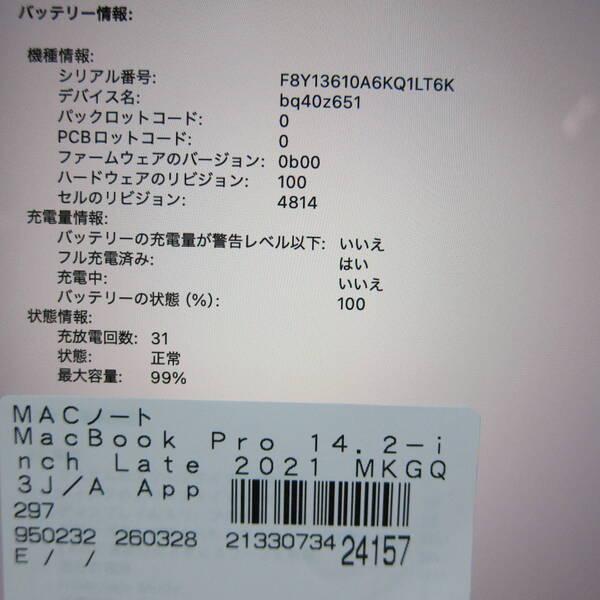 バッテリー情報:
機種情報:
シリアル番号: F8Y13610A6KQ1LT6K
デバイス名: bq40z651
パックロットコード: 0
PCBロットコード: 0
ファームウェアのバージョン: 0b00
ハードウェアのリビジョン: 100
セルのリビジョン: 4814
充電量情報:
バッテリーの充電量が警告レベル以下: いいえ
フル充電済み: はい
充電中: いいえ
バッテリーの状態 (%): 100
状態情報:
充放電回数: 31
状態: 正常
最大容量: 99%
MACノート
MacBook Pro 14.2-i
nch Late 2021 MKGQ
3J/A App
297
950232 260328 21330734 24157
E / /